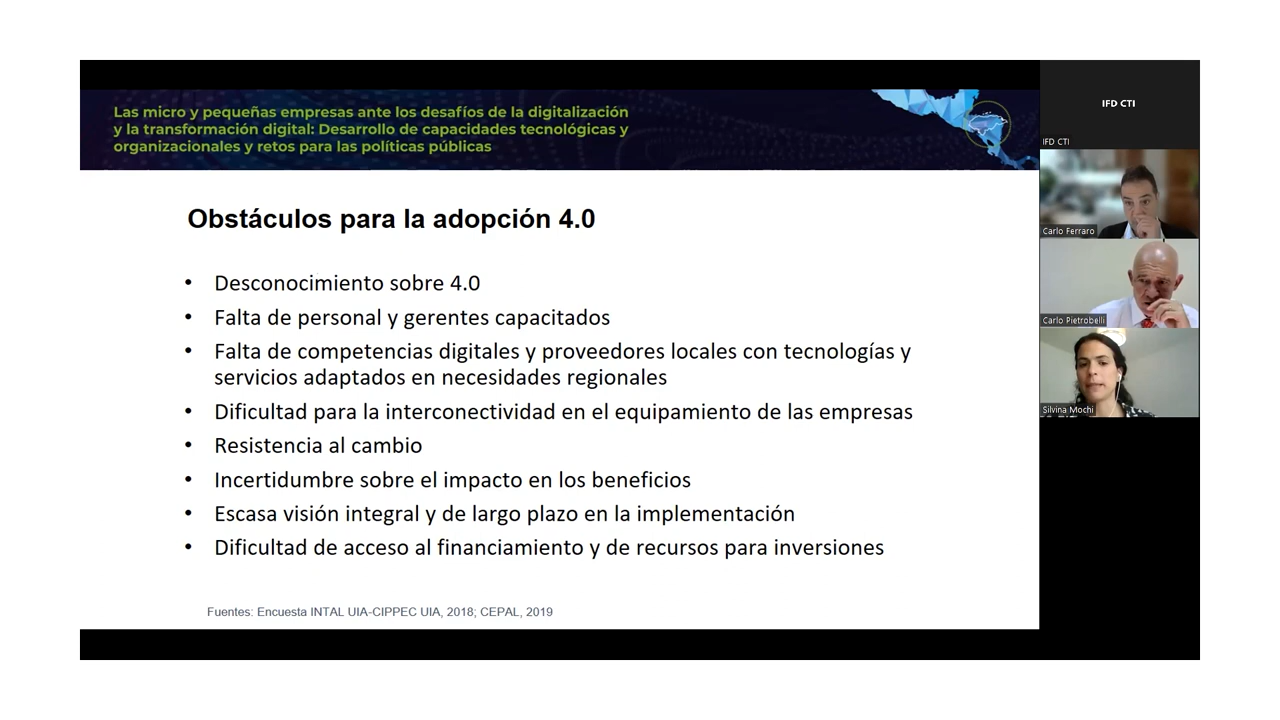 Las micro y pequeñas empresas ante los desafíos de la digitalización
y la transformación digital: Desarrollo de capacidades tecnológicas y
organizacionales y retos para las políticas públicas
Obstáculos para la adopción 4.0
• Desconocimiento sobre 4.0
• Falta de personal y gerentes capacitados
• Falta de competencias digitales y proveedores locales con tecnologías y
servicios adaptados en necesidades regionales
• Dificultad para la interconectividad en el equipamiento de las empresas
• Resistencia al cambio
• Incertidumbre sobre el impacto en los beneficios
• Escasa visión integral y de largo plazo en la implementación
• Dificultad de acceso al financiamiento y de recursos para inversiones
Fuentes: Encuesta INTAL UIA-CIPPEC UIA, 2018; CEPAL, 2019
IFD CTI
IFD CTI
Carlo Ferraro
Carlo Pietrobelli
Silvina Mochi